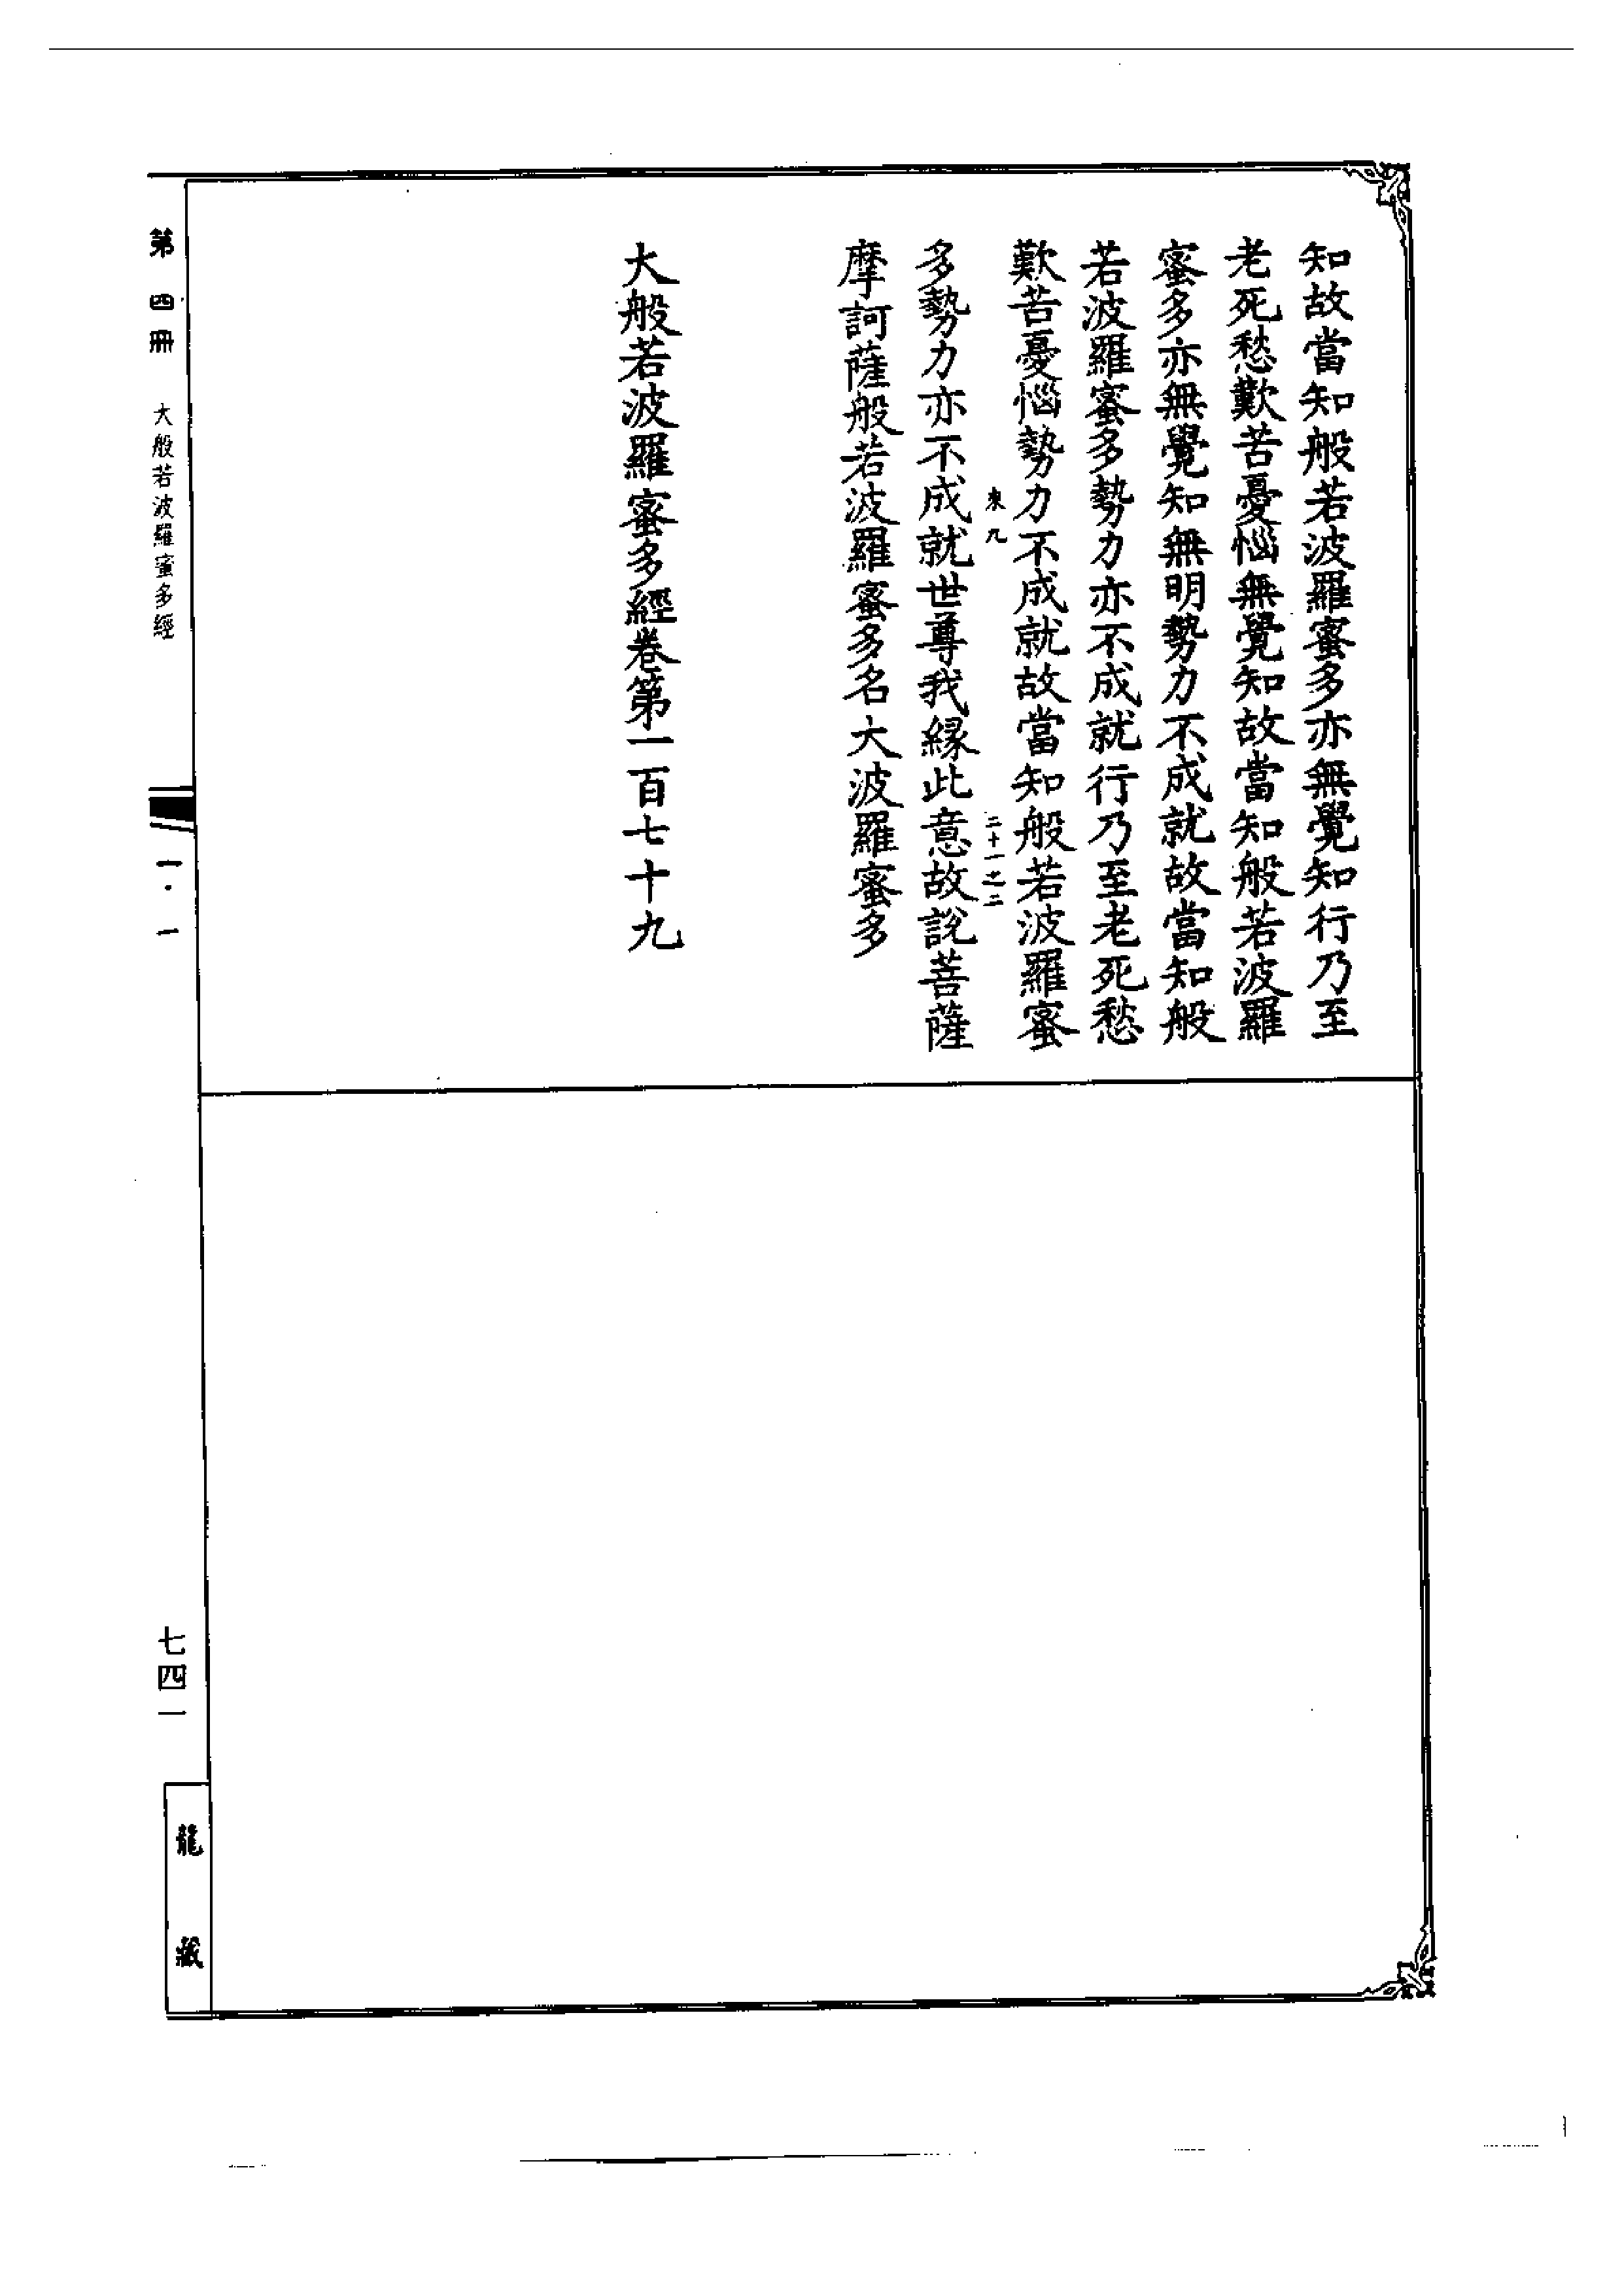 知故當知般若波羅蜜多亦無覺知行乃至
老死愁歎苦憂惱無覺知故當知般若波羅
蜜多亦無覺知無明勢力不成就故當知般
若波羅蜜多勢力亦不成就行乃至老死愁
歎苦憂惱勢力不成就故當知般若波羅蜜
來九
二十一之二
多勢力亦不成就世尊我緣此意故說菩薩
摩訶薩般若波羅蜜多名大波羅蜜多
大般若波羅蜜多經卷第一百七十九
第四冊
大般若波羅蜜多經
一·一
七四一
龍藏